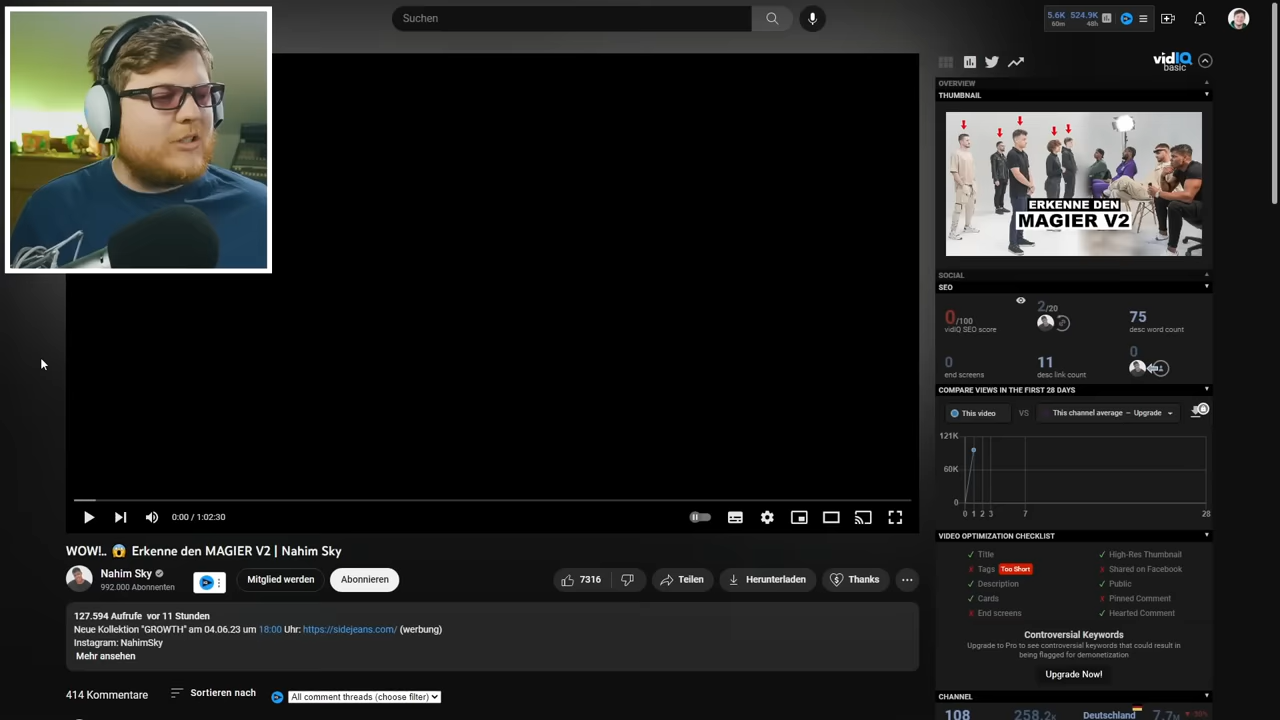 Suchen
5.6K 524.9K
60m 48h
vidIQ
basic
OVERVIEW
THUMBNAIL
ERKENNE DEN
MAGIER V2
SOCIAL
SEO
0/100
vidIQ SEO score
2/20
75
desc word count
0
end screens
11
desc link count
0
COMPARE VIEWS IN THE FIRST 28 DAYS
This video VS This channel average – Upgrade
121K
60K
0
0 1 2 3 7 28
0:00 / 1:02:30
WOW!.. 😱 Erkenne den MAGIER V2 | Nahim Sky
Nahim Sky
992.000 Abonnenten
Mitglied werden
Abonnieren
7316
Teilen
Herunterladen
Thanks
127.594 Aufrufe vor 11 Stunden
Neue Kollektion "GROWTH" am 04.06.23 um 18:00 Uhr: https://sidejeans.com/ (werbung)
Instagram: NahimSky
Mehr ansehen
414 Kommentare
Sortieren nach
All comment threads (choose filter)
VIDEO OPTIMIZATION CHECKLIST
✓ Title
✓ High-Res Thumbnail
x Tags Too Short
x Shared on Facebook
✓ Description
✓ Public
✓ Cards
x Pinned Comment
x End screens
✓ Hearted Comment
Controversial Keywords
Upgrade to Pro to see controversial keywords that could result in
being flagged for demonetization
Upgrade Now!
CHANNEL
108 258.2K Deutschland 7.7M